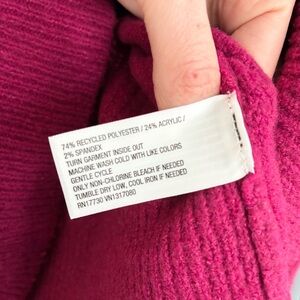 74% RECYCLED POLYESTER / 24% ACRYLIC /
2% SPANDEX
TURN GARMENT INSIDE OUT
MACHINE WASH COLD WITH LIKE COLORS
GENTLE CYCLE
ONLY NON-CHLORINE BLEACH IF NEEDED
TUMBLE DRY LOW, COOL IRON IF NEEDED
RN17730 VN1317080